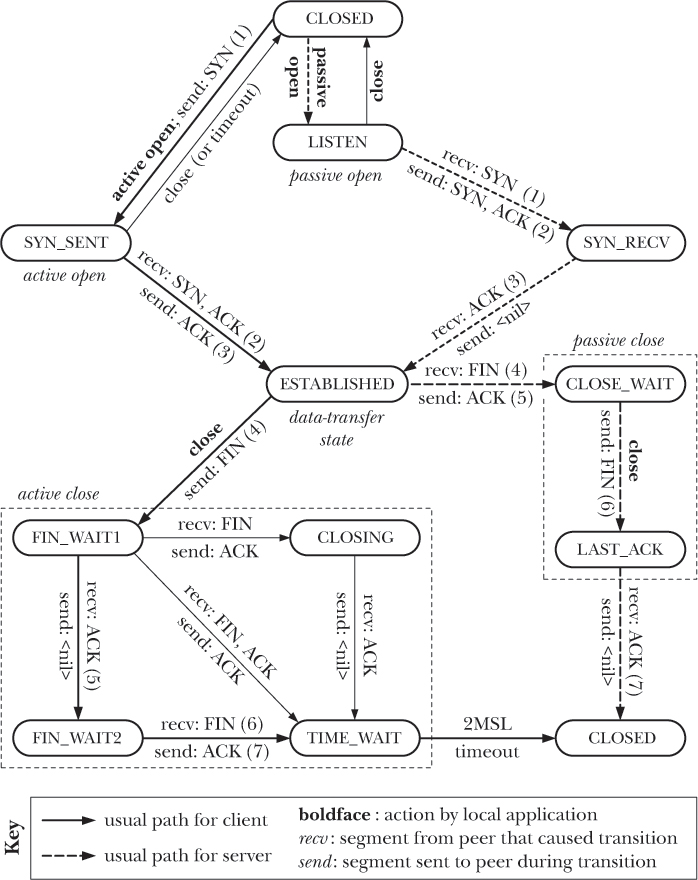 CLOSED
active open; send: SYN (1)
close (or timeout)
passive
open
close
LISTEN
passive open
recv: SYN (1)
send: SYN, ACK (2)
SYN_SENT
active open
SYN_RECV
recv: SYN, ACK (2)
send: ACK (3)
recv: ACK (3)
send: <nil>
ESTABLISHED
data-transfer
state
recv: FIN (4)
send: ACK (5)
passive close
CLOSE_WAIT
close
send: FIN (6)
LAST_ACK
recv: ACK (7)
send: <nil>
close
send: FIN (4)
active close
FIN_WAIT1
recv: FIN
send: ACK
CLOSING
recv: ACK (5)
send: <nil>
recv: FIN, ACK
send: ACK
recv: ACK
send: <nil>
FIN_WAIT2
recv: FIN (6)
send: ACK (7)
TIME_WAIT
2MSL
timeout
CLOSED
Key
usual path for client
usual path for server
boldface : action by local application
recv : segment from peer that caused transition
send : segment sent to peer during transition